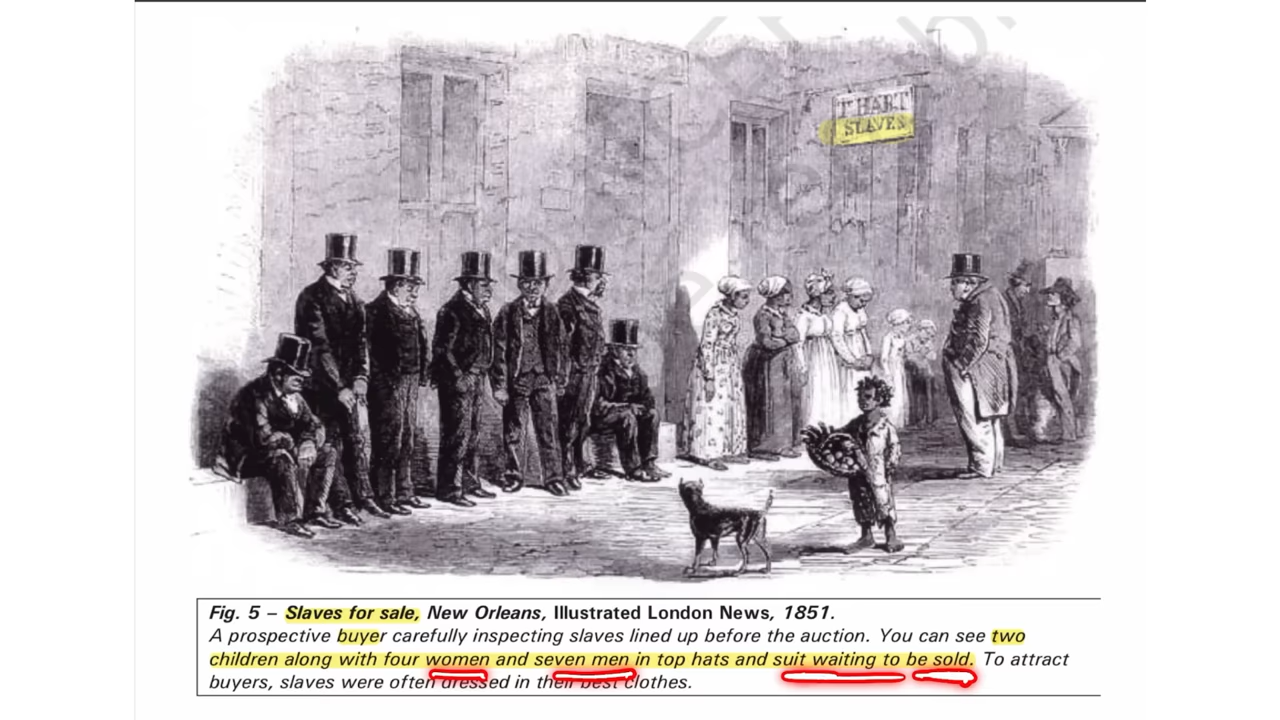 T HART
SLAVES
Fig. 5 – Slaves for sale, New Orleans, Illustrated London News, 1851.
A prospective buyer carefully inspecting slaves lined up before the auction. You can see two
children along with four women and seven men in top hats and suit waiting to be sold. To attract
buyers, slaves were often dressed in their best clothes.